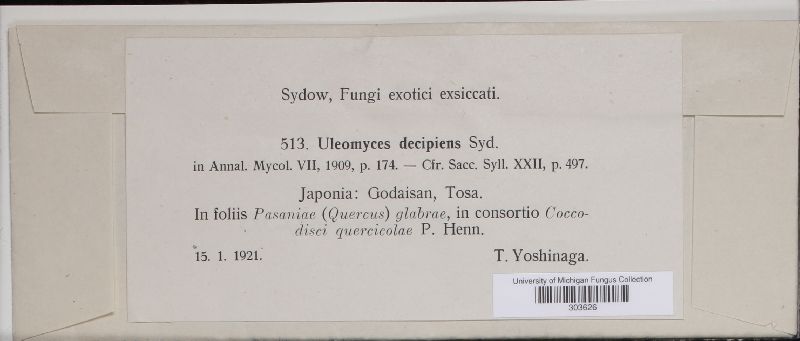 Sydow, Fungi exotici exsiccati.
513. Uleomyces decipiens Syd.
in Annal. Mycol. VII, 1909, p. 174. — Cfr. Sacc. Syll. XXII, p. 497.
Japonia: Godaisan, Tosa.
In foliis Pasaniae (Quercus) glabrae, in consortio Cocco-
disci quercicolae P. Henn.
15. 1. 1921.
T. Yoshinaga.
University of Michigan Fungus Collection
303626